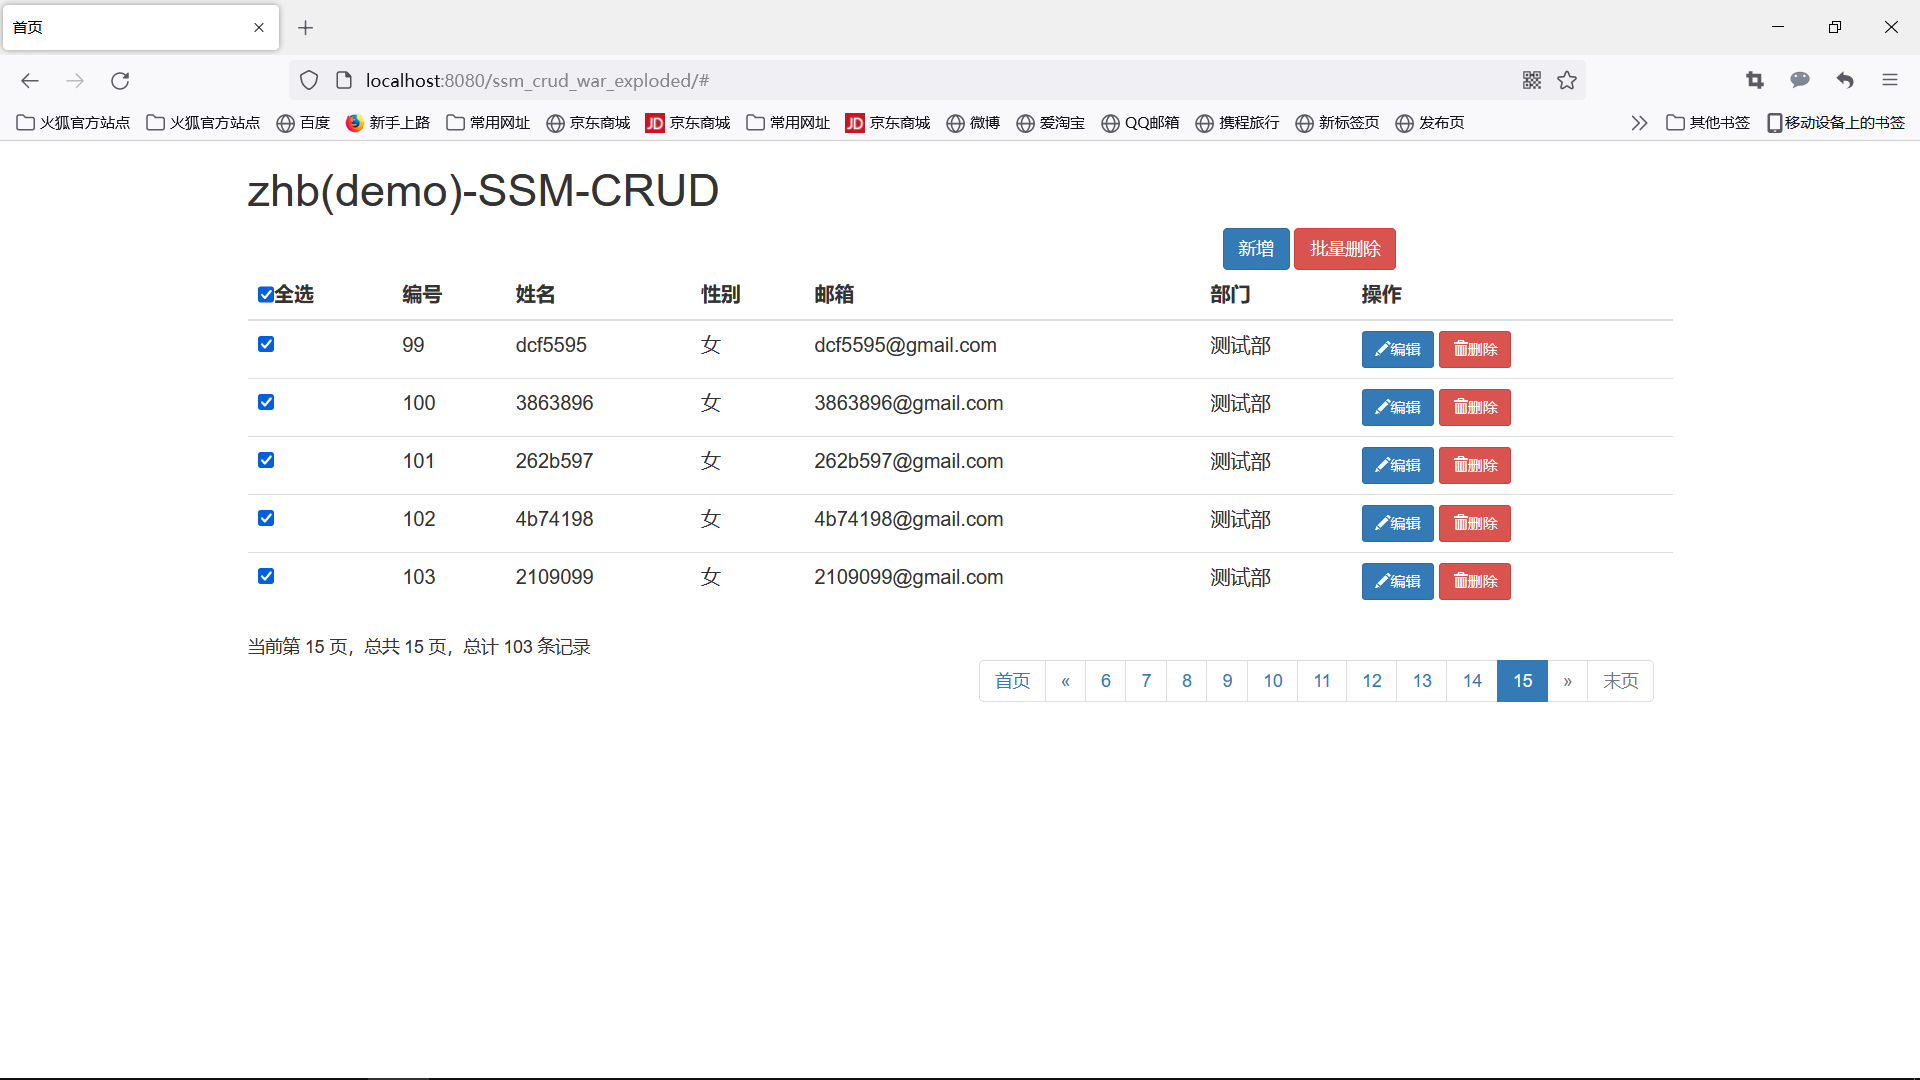 首页
localhost:8080/ssm_crud_war_exploded/#
火狐官方站点 火狐官方站点 百度 新手上路 常用网址 京东商城 JD 京东商城 常用网址 JD 京东商城 微博 爱淘宝 QQ邮箱 携程旅行 新标签页 发布页 其他书签 移动设备上的书签
zhb(demo)-SSM-CRUD
新增 批量删除
全选 编号 姓名 性别 邮箱 部门 操作
99 dcf5595 女 dcf5595@gmail.com 测试部 编辑 删除
100 3863896 女 3863896@gmail.com 测试部 编辑 删除
101 262b597 女 262b597@gmail.com 测试部 编辑 删除
102 4b74198 女 4b74198@gmail.com 测试部 编辑 删除
103 2109099 女 2109099@gmail.com 测试部 编辑 删除
当前第 15 页，总共 15 页，总计 103 条记录
首页 « 6 7 8 9 10 11 12 13 14 15 » 末页